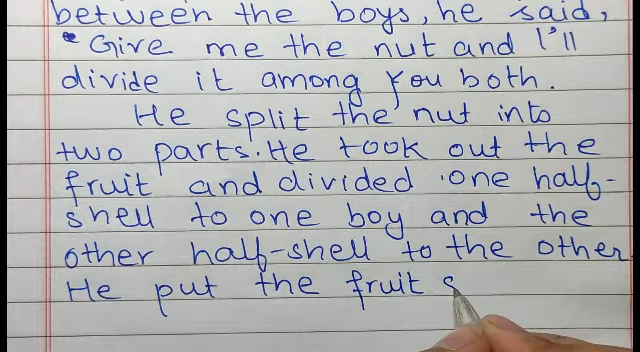 between the boys, he said,
"Give me the nut and I'll
divide it among you both.
He split the nut into
two parts. He took out the
fruit and divided one half-
shell to one boy and the
other half-shell to the other
He put the fruit s